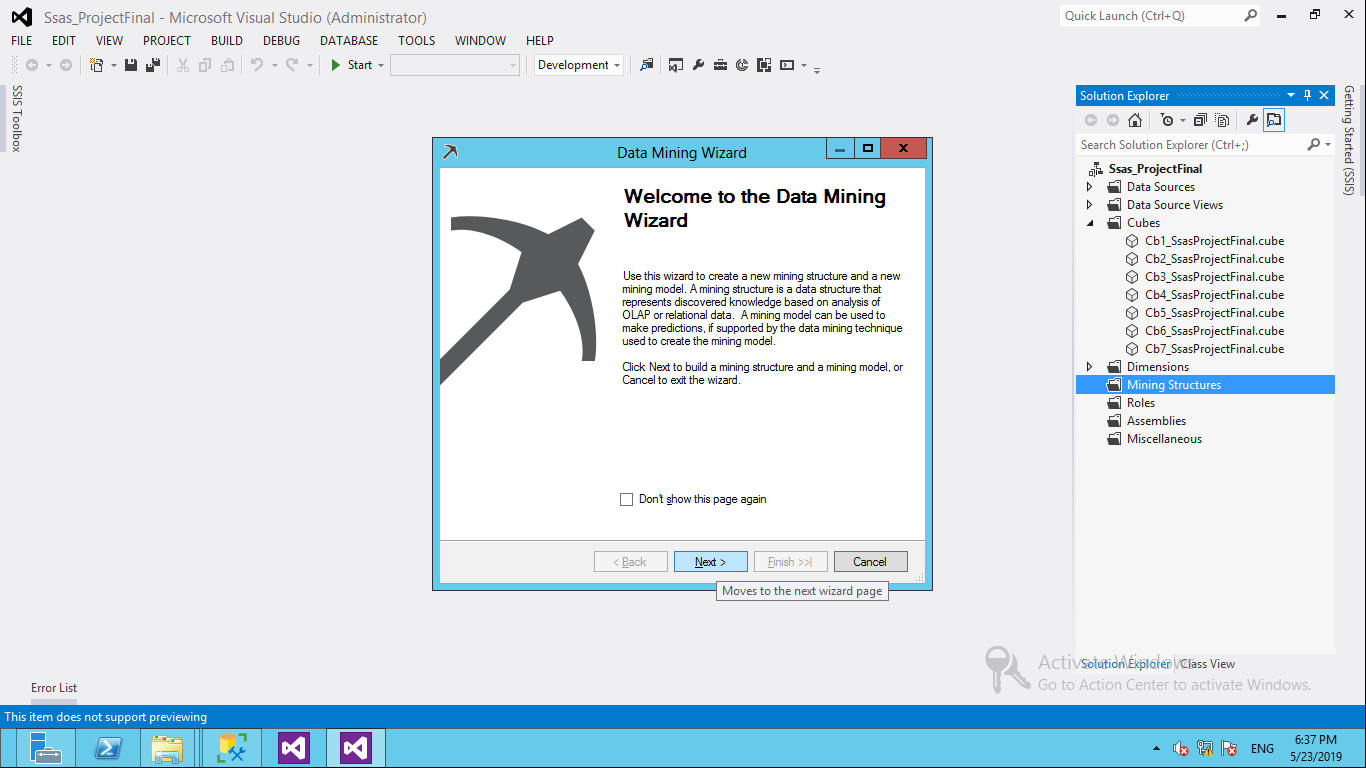 Ssas_ProjectFinal - Microsoft Visual Studio (Administrator)
Quick Launch (Ctrl+Q)
FILE EDIT VIEW PROJECT BUILD DEBUG DATABASE TOOLS WINDOW HELP
Start Development
SSIS Toolbox
Data Mining Wizard
Welcome to the Data Mining
Wizard
Use this wizard to create a new mining structure and a new
mining model. A mining structure is a data structure that
represents discovered knowledge based on analysis of
OLAP or relational data. A mining model can be used to
make predictions, if supported by the data mining technique
used to create the mining model.
Click Next to build a mining structure and a mining model, or
Cancel to exit the wizard.
Don't show this page again
< Back Next > Finish >>| Cancel
Moves to the next wizard page
Solution Explorer
Search Solution Explorer (Ctrl+;)
Ssas_ProjectFinal
Data Sources
Data Source Views
Cubes
Cb1_SsasProjectFinal.cube
Cb2_SsasProjectFinal.cube
Cb3_SsasProjectFinal.cube
Cb4_SsasProjectFinal.cube
Cb5_SsasProjectFinal.cube
Cb6_SsasProjectFinal.cube
Cb7_SsasProjectFinal.cube
Dimensions
Mining Structures
Roles
Assemblies
Miscellaneous
Getting Started (SSIS)
Solution Explorer Class View
Activate Windows
Go to Action Center to activate Windows.
Error List
This item does not support previewing
ENG
6:37 PM
5/23/2019